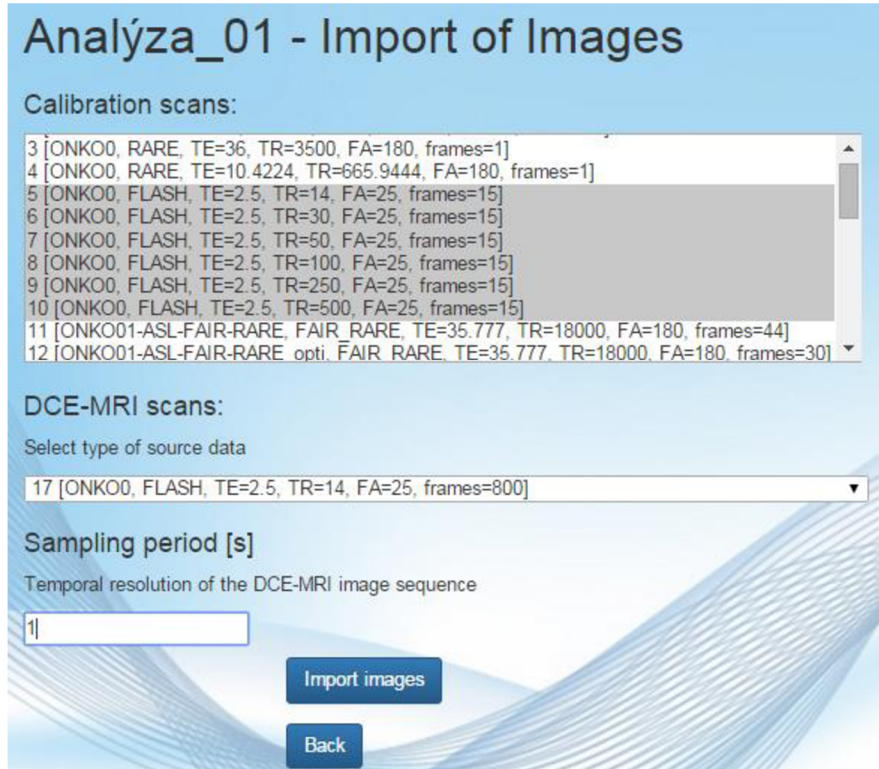 Analýza_01 - Import of Images
Calibration scans:
3 [ONKO0, RARE, TE=36, TR=3500, FA=180, frames=1]
4 [ONKO0, RARE, TE=10.4224, TR=665.9444, FA=180, frames=1]
5 [ONKO0, FLASH, TE=2.5, TR=14, FA=25, frames=15]
6 [ONKO0, FLASH, TE=2.5, TR=30, FA=25, frames=15]
7 [ONKO0, FLASH, TE=2.5, TR=50, FA=25, frames=15]
8 [ONKO0, FLASH, TE=2.5, TR=100, FA=25, frames=15]
9 [ONKO0, FLASH, TE=2.5, TR=250, FA=25, frames=15]
10 [ONKO0, FLASH, TE=2.5, TR=500, FA=25, frames=15]
11 [ONKO01-ASL-FAIR-RARE, FAIR_RARE, TE=35.777, TR=18000, FA=180, frames=44]
12 [ONKO01-ASL-FAIR-RARE_opti, FAIR_RARE, TE=35.777, TR=18000, FA=180, frames=30]
DCE-MRI scans:
Select type of source data
17 [ONKO0, FLASH, TE=2.5, TR=14, FA=25, frames=800]
Sampling period [s]
Temporal resolution of the DCE-MRI image sequence
1
Import images
Back